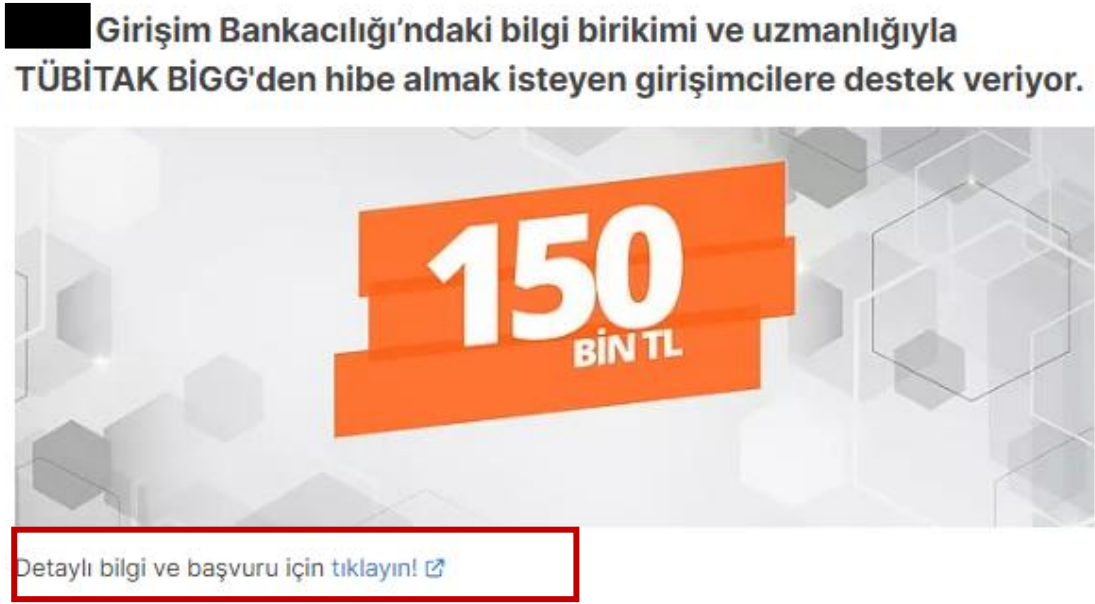 Girişim Bankacılığı’ndaki bilgi birikimi ve uzmanlığıyla
TÜBİTAK BİGG'den hibe almak isteyen girişimcilere destek veriyor.
150
BİN TL
Detaylı bilgi ve başvuru için tıklayın!